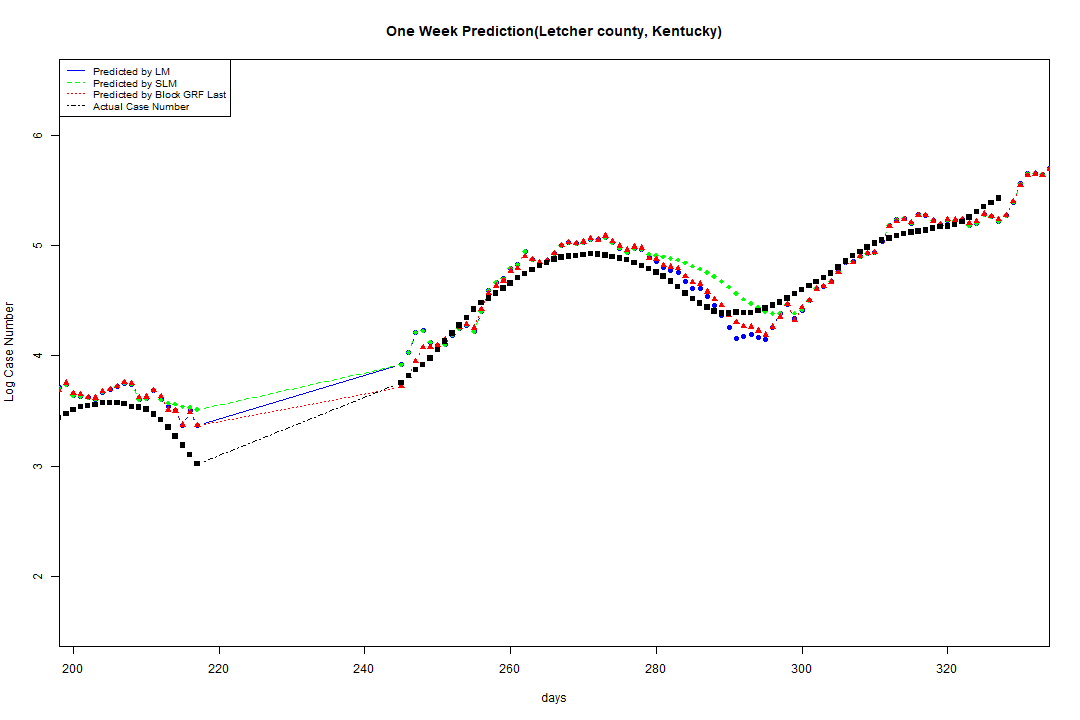 One Week Prediction(Letcher county, Kentucky)
Predicted by LM
Predicted by SLM
Predicted by Block GRF Last
Actual Case Number
Log Case Number
6
5
4
3
2
200 220 240 260 280 300 320
days